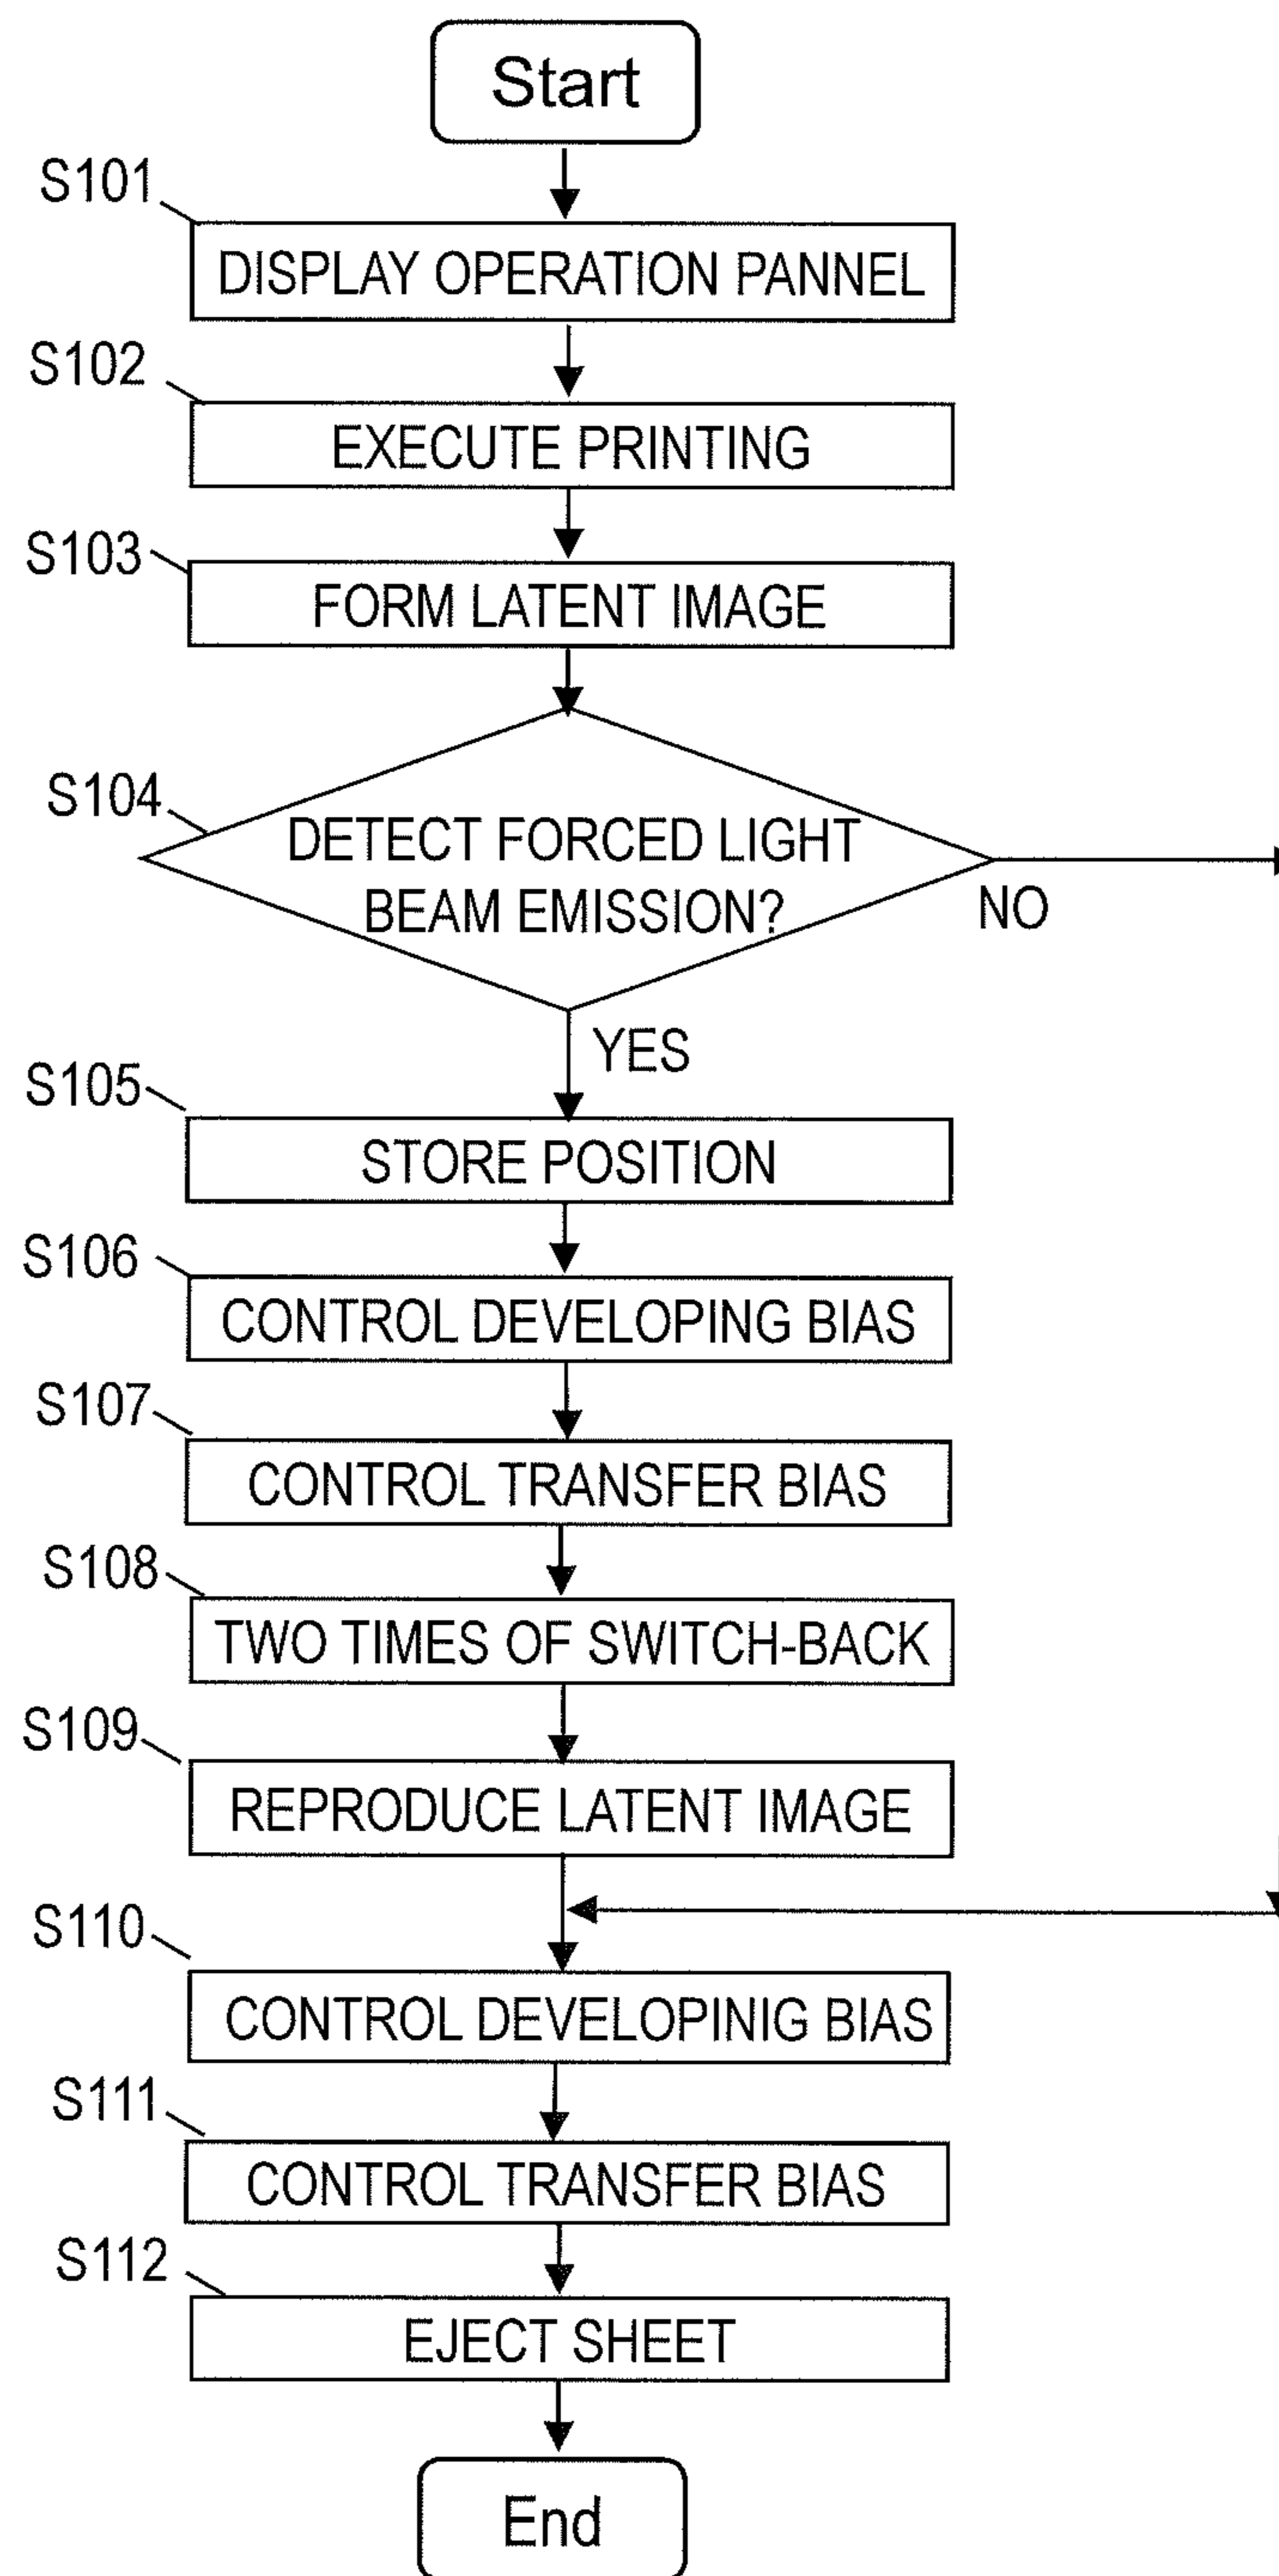 Start
S101
DISPLAY OPERATION PANNEL
S102
EXECUTE PRINTING
S103
FORM LATENT IMAGE
S104
DETECT FORCED LIGHT
BEAM EMISSION?
NO
YES
S105
STORE POSITION
S106
CONTROL DEVELOPING BIAS
S107
CONTROL TRANSFER BIAS
S108
TWO TIMES OF SWITCH-BACK
S109
REPRODUCE LATENT IMAGE
S110
CONTROL DEVELOPINIG BIAS
S111
CONTROL TRANSFER BIAS
S112
EJECT SHEET
End